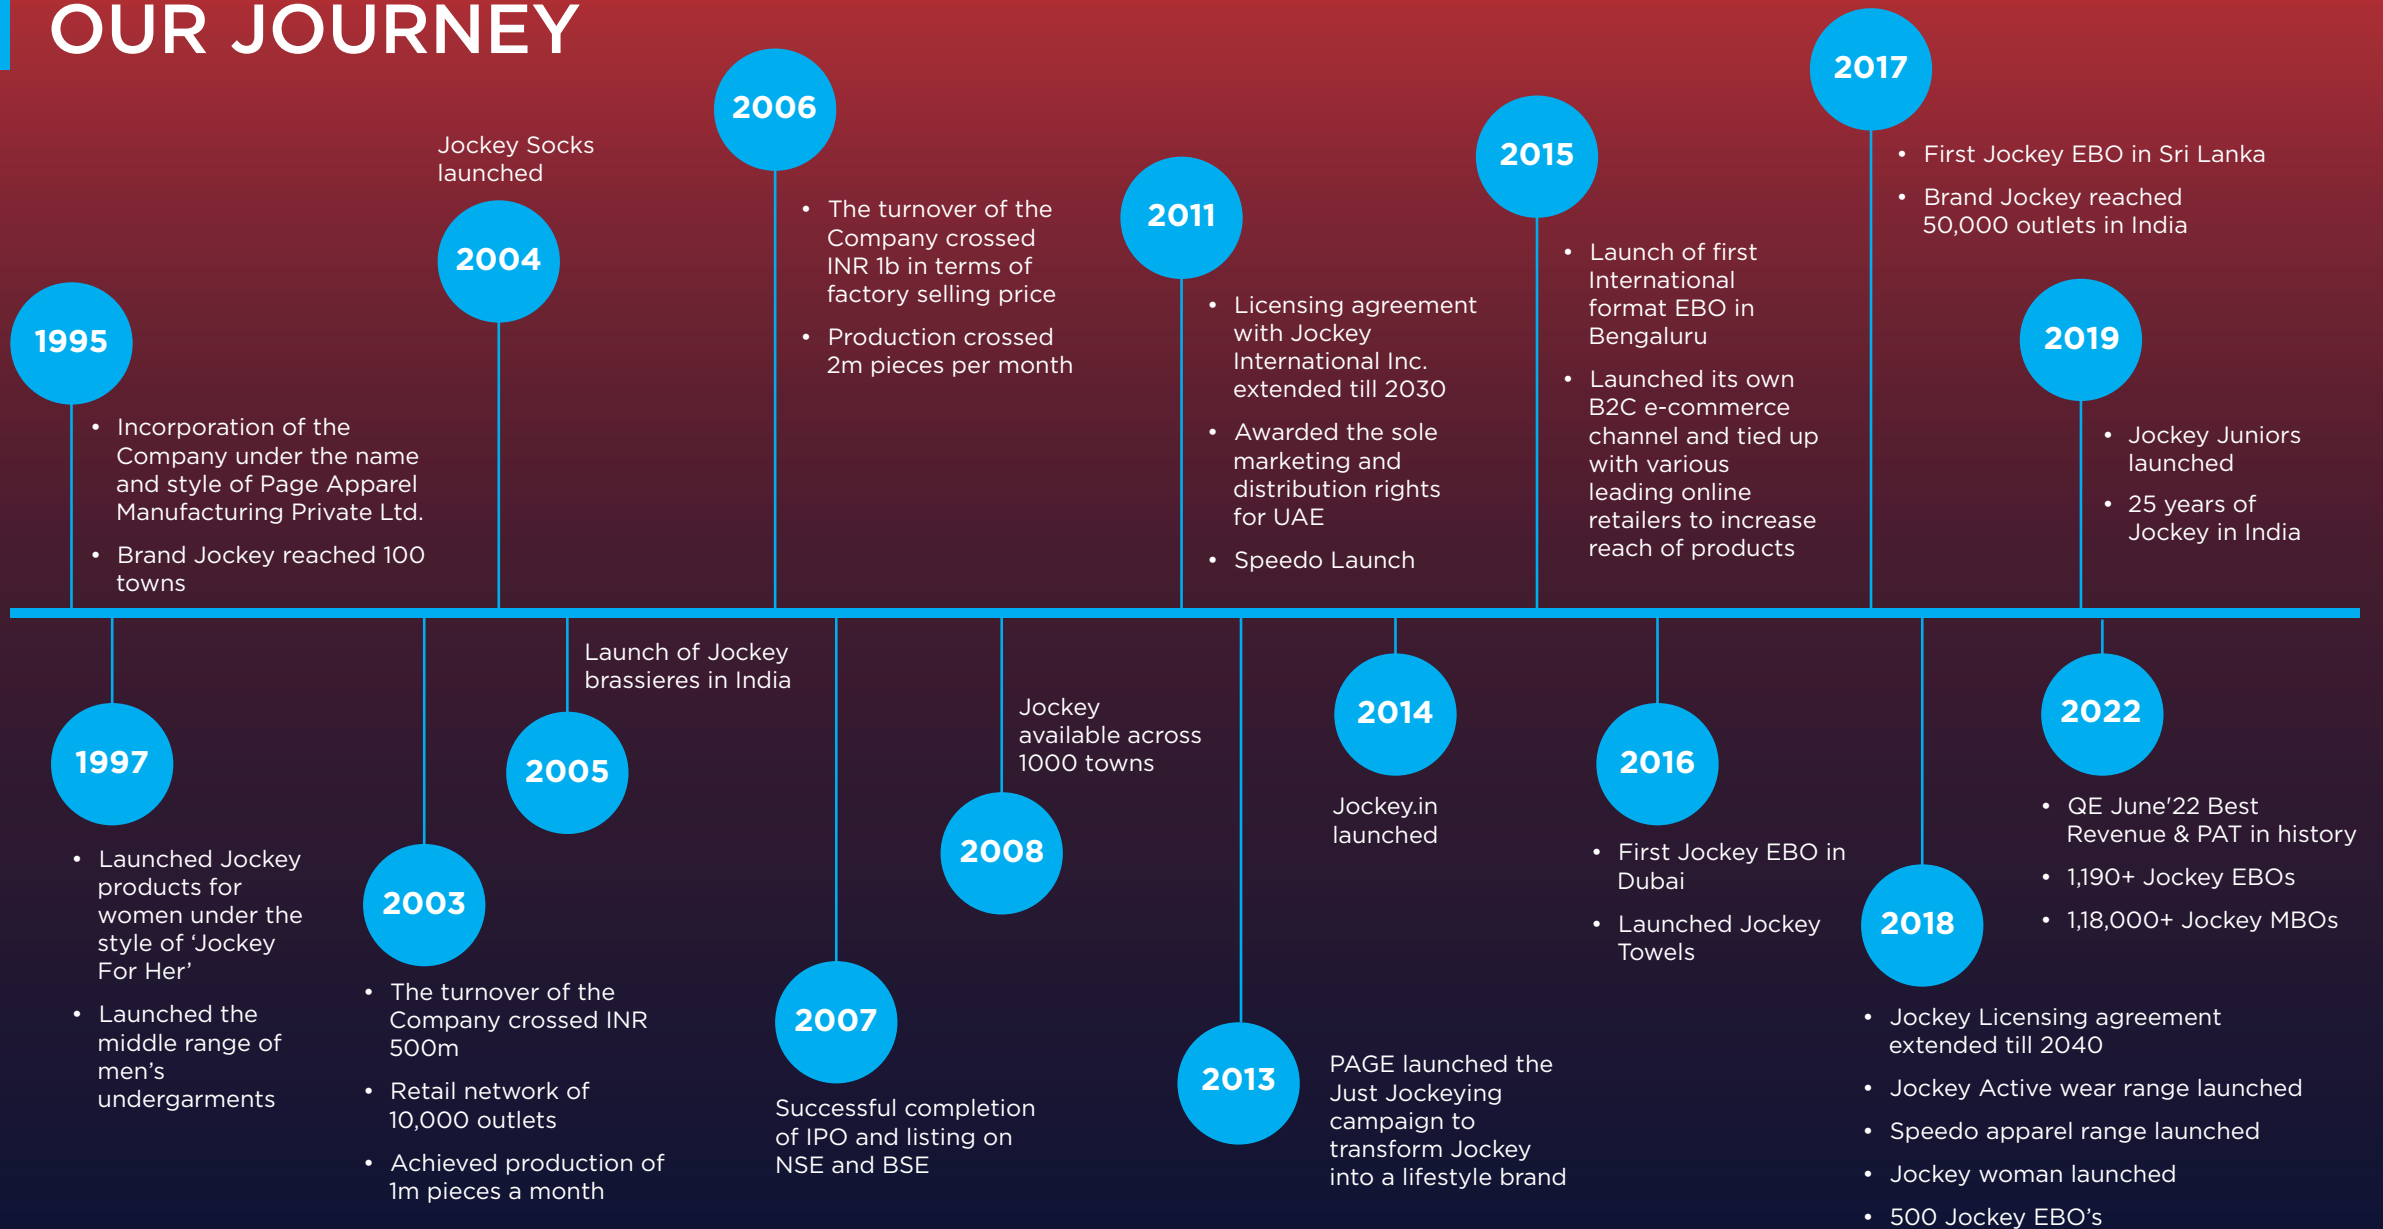 OUR JOURNEY
1995
• Incorporation of the
Company under the name
and style of Page Apparel
Manufacturing Private Ltd.
• Brand Jockey reached 100
towns
1997
• Launched Jockey
products for
women under the
style of ‘Jockey
For Her’
• Launched the
middle range of
men’s
undergarments
2003
• The turnover of the
Company crossed INR
500m
• Retail network of
10,000 outlets
• Achieved production of
1m pieces a month
Jockey Socks
launched
2004
Launch of Jockey
brassieres in India
2005
2006
• The turnover of the
Company crossed
INR 1b in terms of
factory selling price
• Production crossed
2m pieces per month
2007
Successful completion
of IPO and listing on
NSE and BSE
Jockey
available across
1000 towns
2008
2011
• Licensing agreement
with Jockey
International Inc.
extended till 2030
• Awarded the sole
marketing and
distribution rights
for UAE
• Speedo Launch
2013
PAGE launched the
Just Jockeying
campaign to
transform Jockey
into a lifestyle brand
2014
Jockey.in
launched
2015
• Launch of first
International
format EBO in
Bengaluru
• Launched its own
B2C e-commerce
channel and tied up
with various
leading online
retailers to increase
reach of products
2016
• First Jockey EBO in
Dubai
• Launched Jockey
Towels
2017
• First Jockey EBO in Sri Lanka
• Brand Jockey reached
50,000 outlets in India
2018
• Jockey Licensing agreement
extended till 2040
• Jockey Active wear range launched
• Speedo apparel range launched
• Jockey woman launched
• 500 Jockey EBO’s
2019
• Jockey Juniors
launched
• 25 years of
Jockey in India
2022
• QE June'22 Best
Revenue & PAT in history
• 1,190+ Jockey EBOs
• 1,18,000+ Jockey MBOs